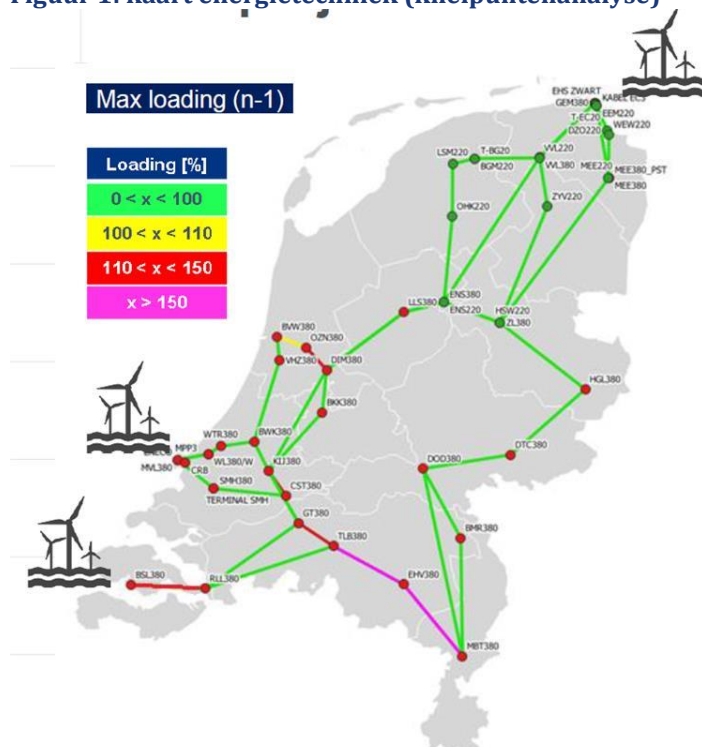 Figuur 1: Kaart energietechniek (knelpuntenanalyse)
Max loading (n-1)
Loading [%]
0 < x < 100
100 < x < 110
110 < x < 150
x > 150
EHS ZWART
KABEL EC5
GEM380
EEM220
T-EC20
WEW220
DZO220
LSM220
T-BG20
BGM220
VVL220
VVL380
MEE220
MEE380_PST
MEE380
OHK220
ZYV220
LLS380
ENS380
ENS220
HSW220
ZL380
BVW380
OZN380
VHZ380
DIM380
HGL380
BKK380
WTR380
BWK380
MPP3
MVL380
CRB
WL380/W
KIJ380
DOD380
DTC380
SMH380
CST380
TERMINAL SMH
GT380
TLB380
BMR380
BSL380
RLL380
EHV380
MBT380